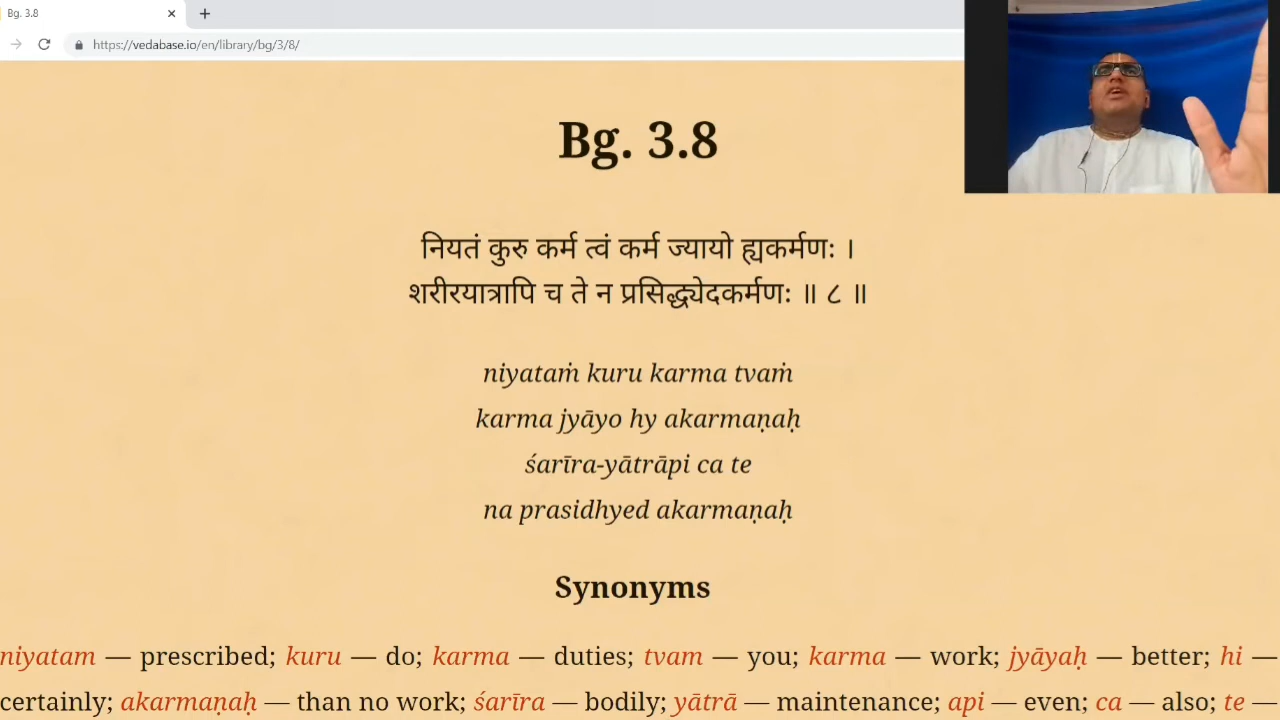 Bg. 3.8
https://vedabase.io/en/library/bg/3/8/
Bg. 3.8
नियतं कुरु कर्म त्वं कर्म ज्यायो ह्यकर्मणः ।
शरीरयात्रापि च ते न प्रसिद्ध्येदकर्मणः ॥ ८ ॥
niyataṁ kuru karma tvaṁ
karma jyāyo hy akarmaṇaḥ
śarīra-yātrāpi ca te
na prasidhyed akarmaṇaḥ
Synonyms
niyatam — prescribed; kuru — do; karma — duties; tvam — you; karma — work; jyāyaḥ — better; hi —
certainly; akarmaṇaḥ — than no work; śarīra — bodily; yātrā — maintenance; api — even; ca — also; te —